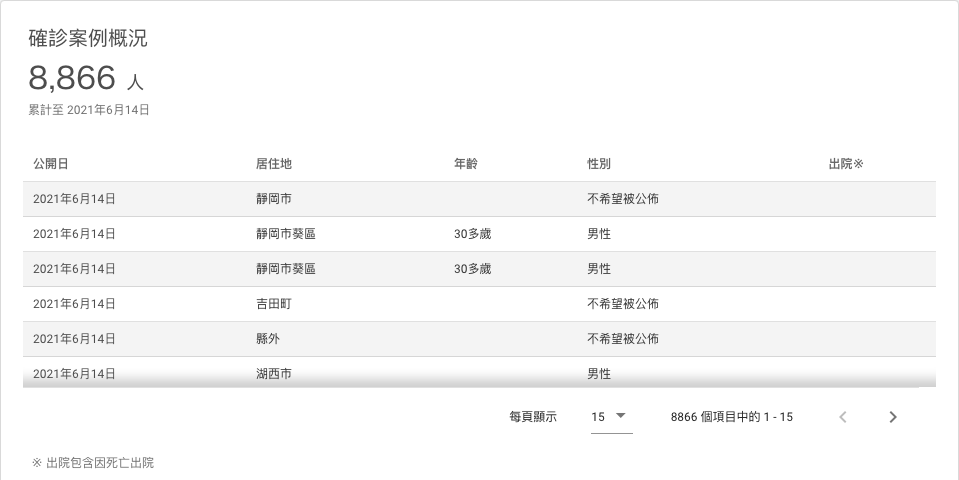 確診案例概況
8,866 人
累計至 2021年6月14日
公開日 居住地 年齡 性別 出院※
2021年6月14日 靜岡市 不希望被公佈
2021年6月14日 靜岡市葵區 30多歲 男性
2021年6月14日 靜岡市葵區 30多歲 男性
2021年6月14日 吉田町 不希望被公佈
2021年6月14日 縣外 不希望被公佈
2021年6月14日 湖西市 男性
每頁顯示 15 8866 個項目中的 1 - 15
※ 出院包含因死亡出院